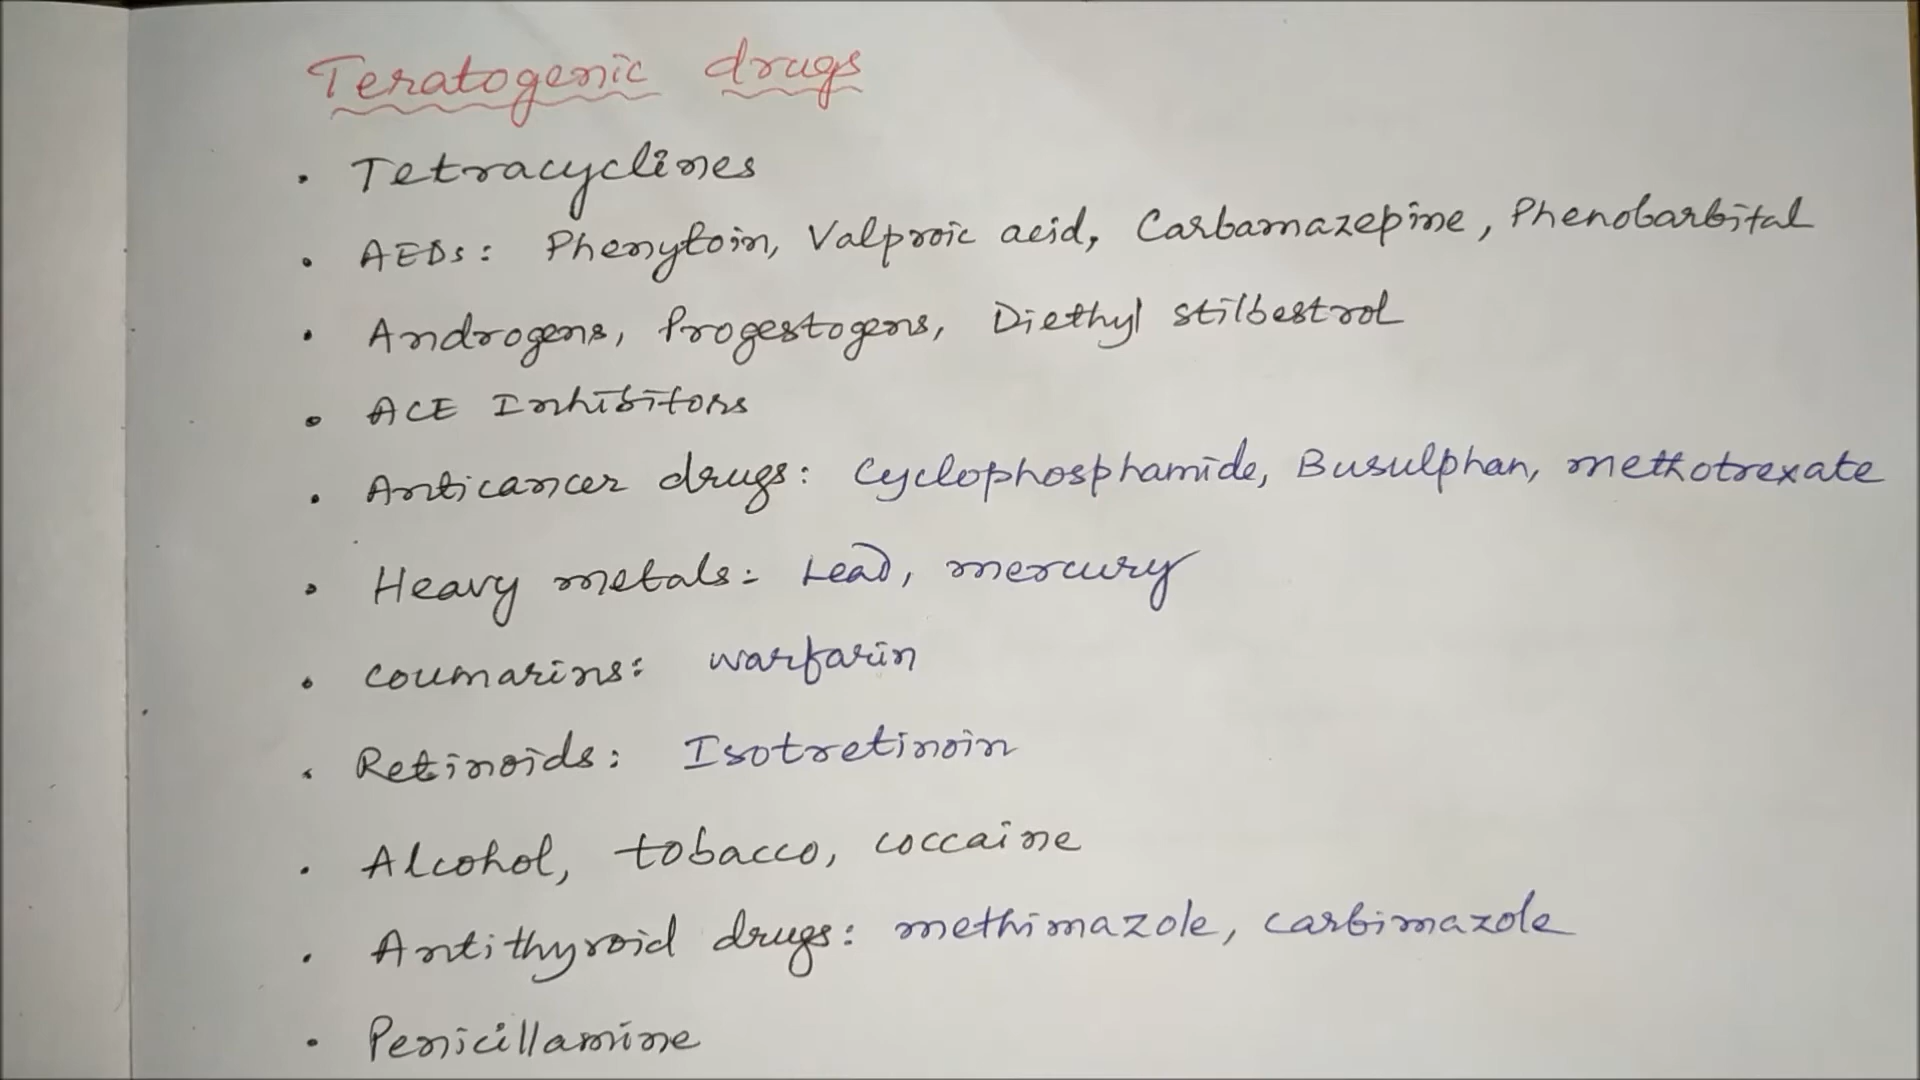 Teratogenic drugs
• Tetracyclines
• AEDs: Phenytoin, Valproic acid, Carbamazepine, Phenobarbital
• Androgens, Progestogens, Diethyl stilbestrol
• ACE Inhibitors
• Anticancer drugs: Cyclophosphamide, Busulphan, methotrexate
• Heavy metals: Lead, mercury
• coumarins: warfarin
• Retinoids: Isotretinoin
• Alcohol, tobacco, coccaine
• Antithyroid drugs: methimazole, carbimazole
• Penicillamine